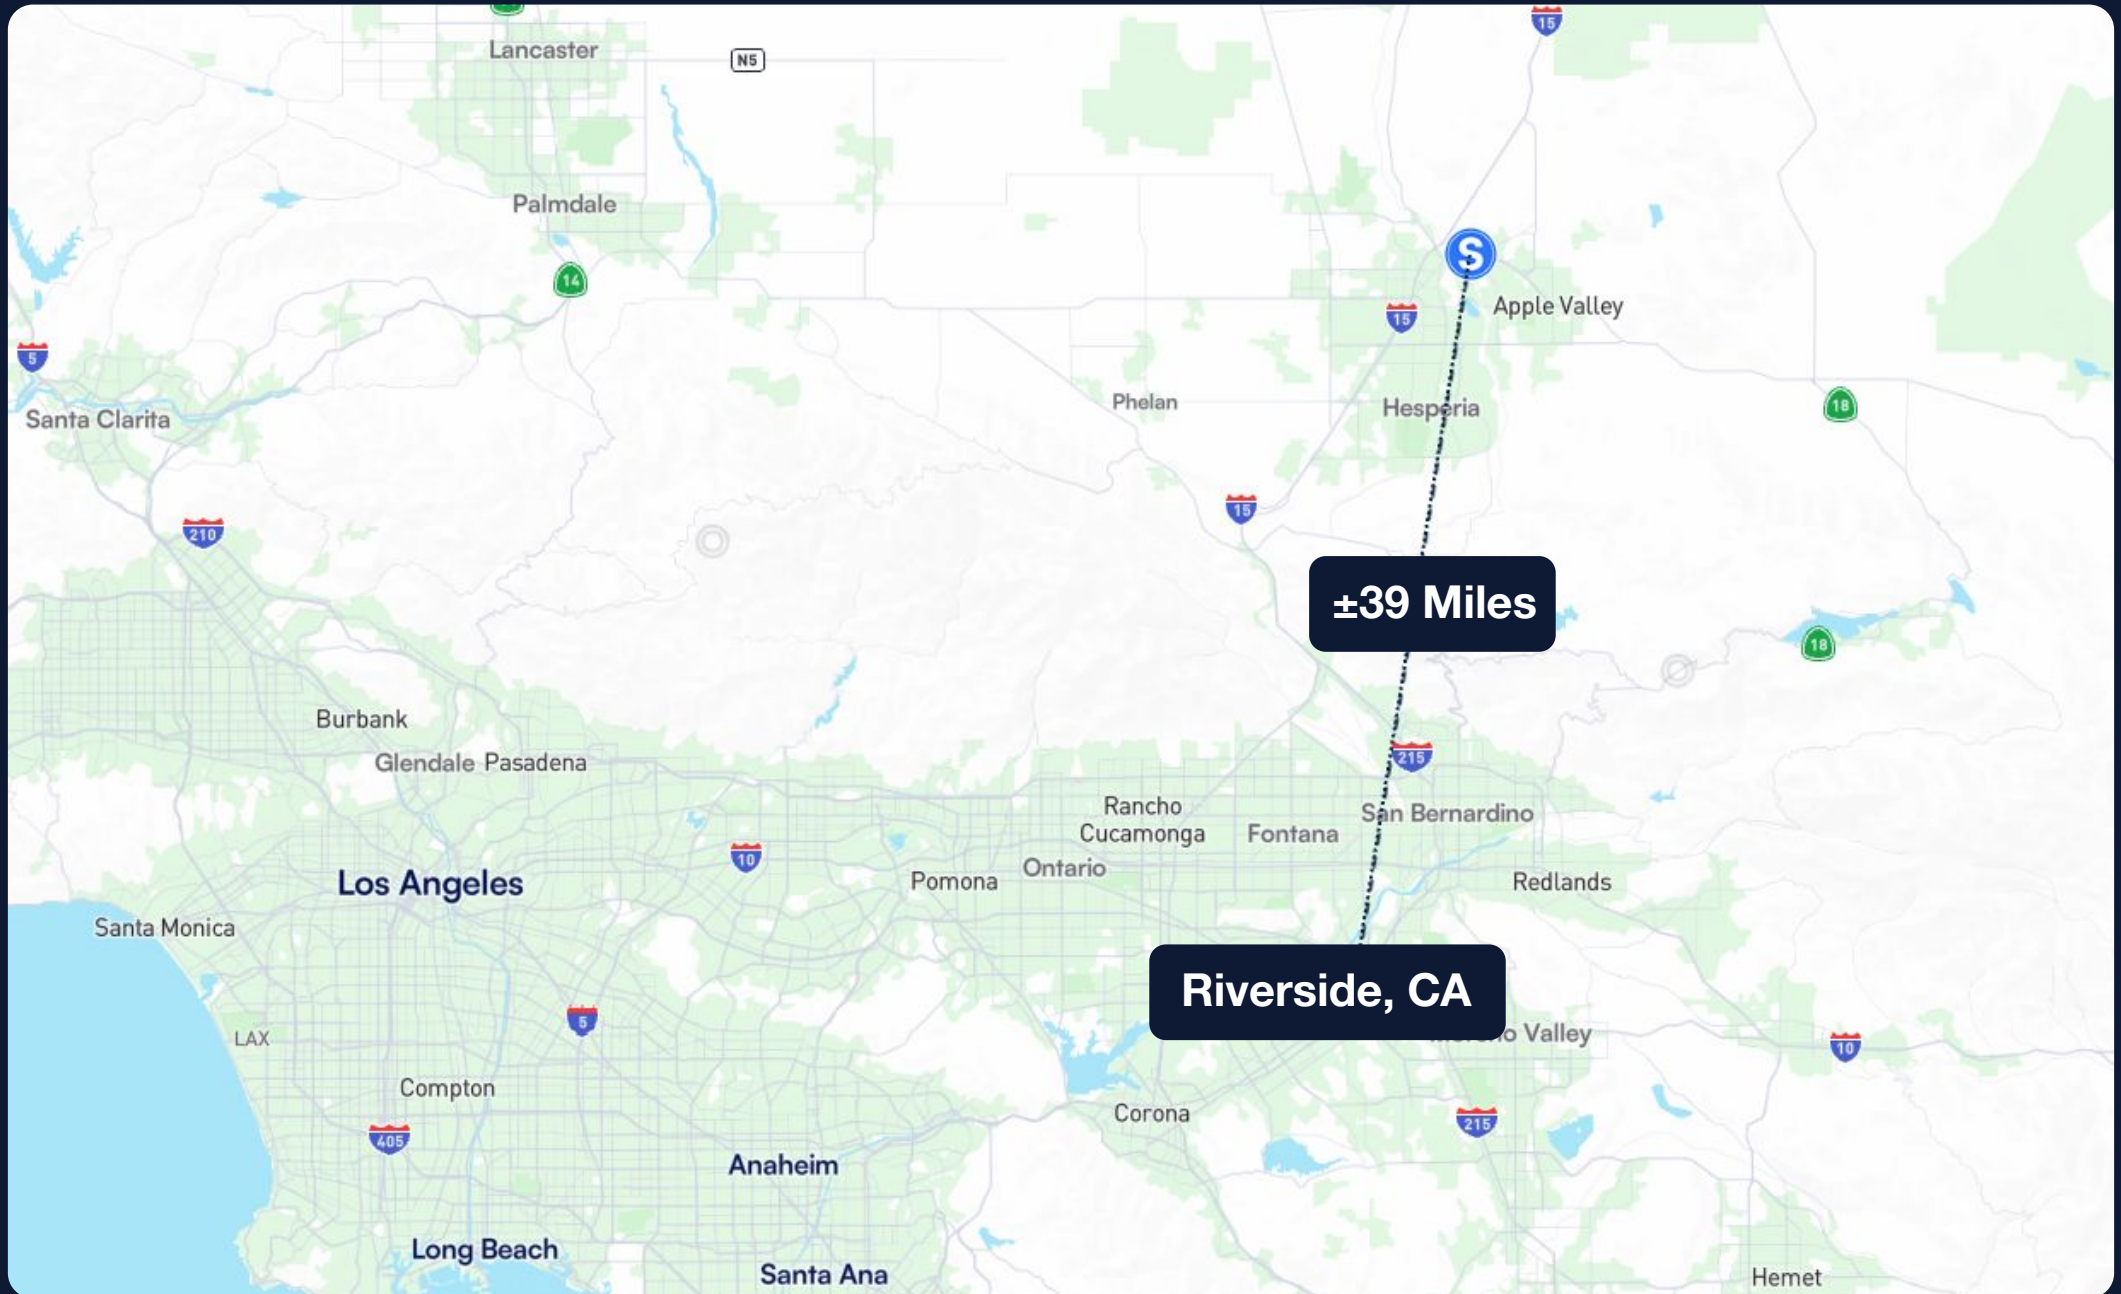 15
Lancaster
N5
Palmdale
14
S
Apple Valley
15
5
Phelan
Hesperia
18
Santa Clarita
15
210
±39 Miles
18
Burbank
Glendale
Pasadena
215
Rancho
Cucamonga
San Bernardino
Fontana
10
Ontario
Pomona
Los Angeles
Redlands
Santa Monica
Riverside, CA
5
LAX
Valley
10
Compton
Corona
215
405
Anaheim
Long Beach
Santa Ana
Hemet